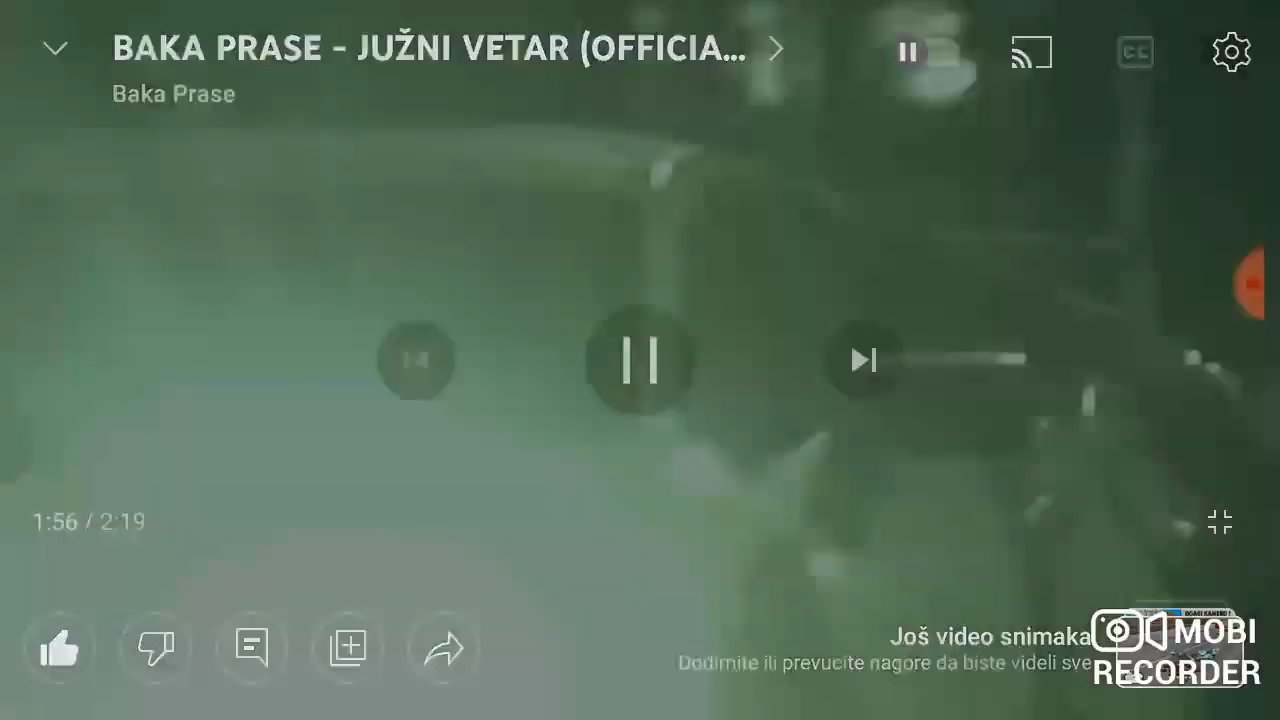 BAKA PRASE - JUŽNI VETAR (OFFICIA...
Baka Prase
CC
1:56 / 2:19
Još video snimaka
Dodirnite ili prevucite nagore da biste videli sve
MOBI
RECORDER